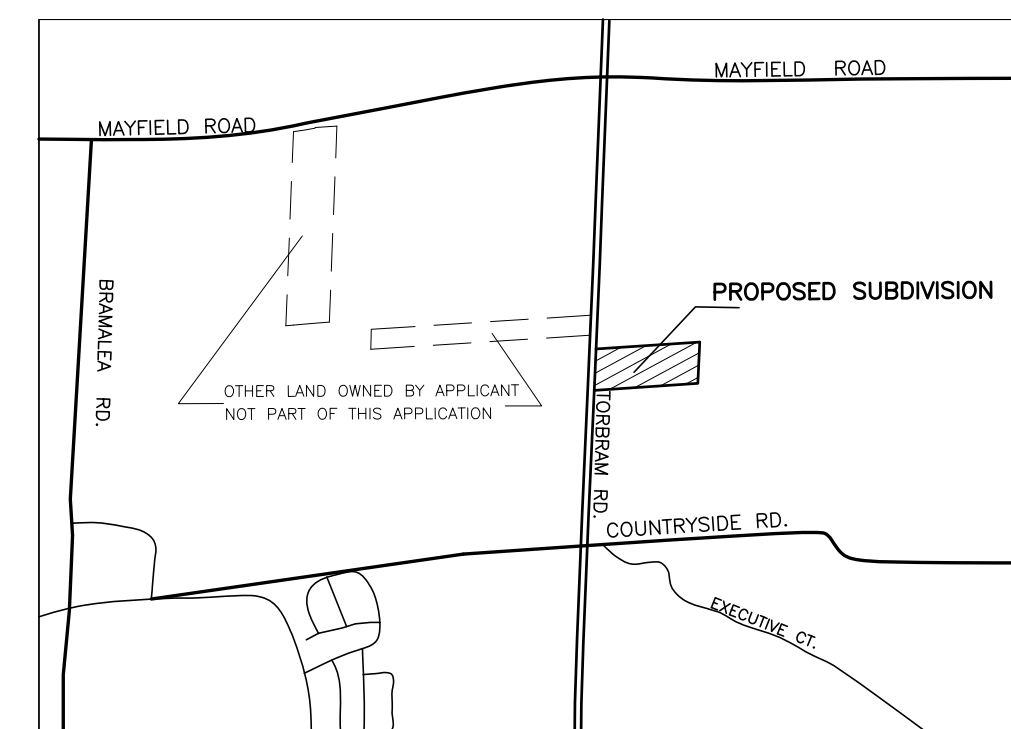 MAYFIELD ROAD
MAYFIELD ROAD
BRAMALEA RD.
PROPOSED SUBDIVISION
OTHER LAND OWNED BY APPLICANT
NOT PART OF THIS APPLICATION
TORBRAM RD.
COUNTRYSIDE RD.
EXECUTIVE CT.